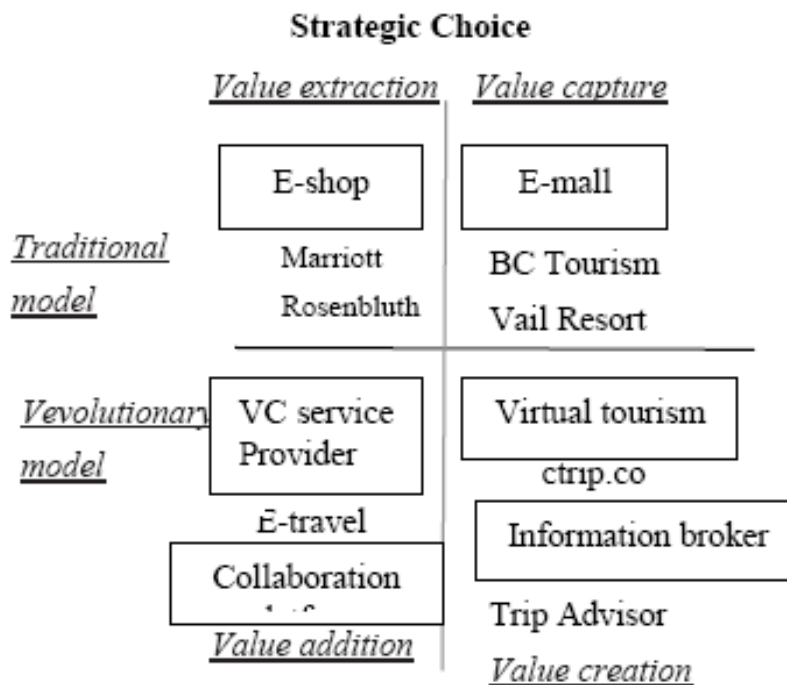 Strategic Choice
Value extraction
Value capture
E-shop
E-mall
Traditional
model
Marriott
Rosenbluth
BC Tourism
Vail Resort
Vevolutionary
model
VC service
Provider
Virtual tourism
ctrip.co
E-travel
Information broker
Collaboration
Trip Advisor
Value addition
Value creation